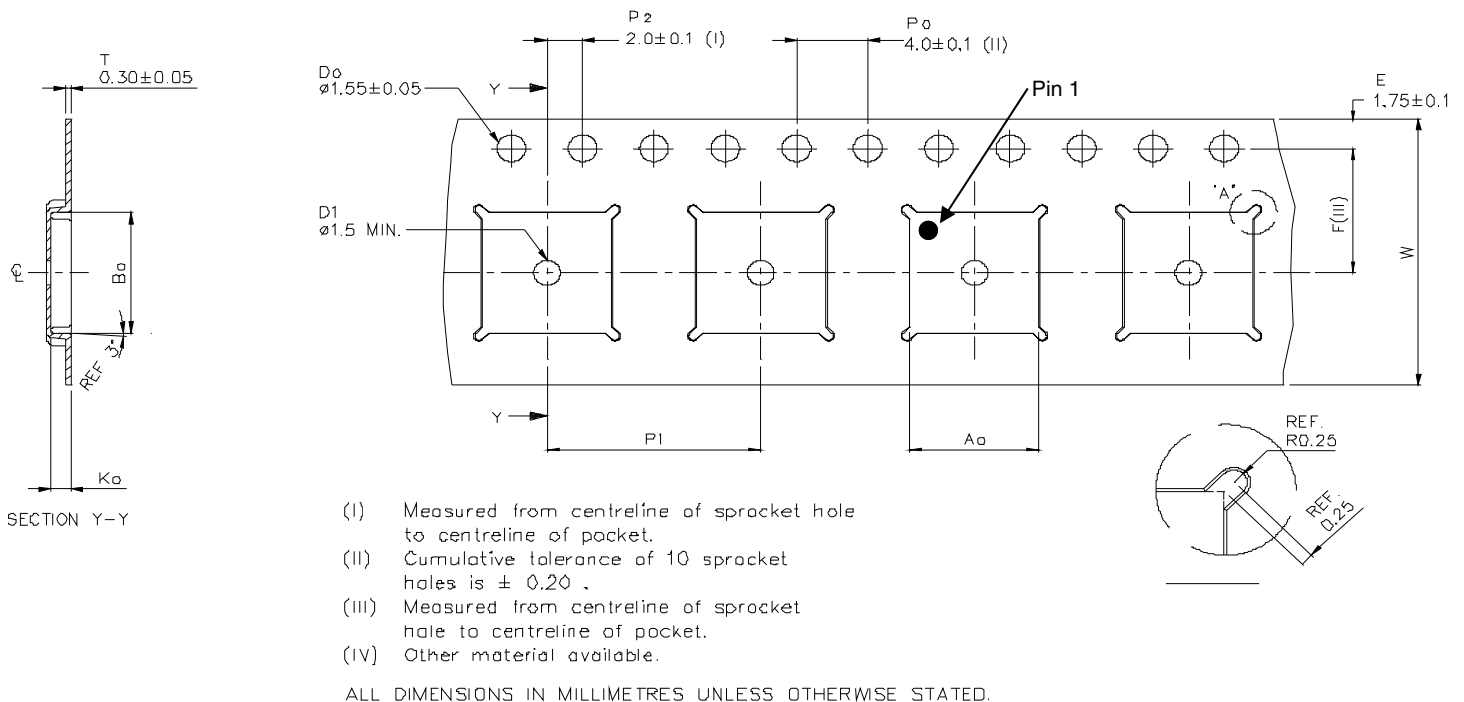 P2
2.0±0.1 (I)
Po
4.0±0.1 (II)
T
0.30±0.05
Do
ø1.55±0.05
Y
Pin 1
E
1.75±0.1
"A"
D1
ø1.5 MIN.
F(III)
W
Bo
REF 3°
Y
P1
Ao
Ko
SECTION Y-Y
REF.
R0.25
REF.
0.25
(I) Measured from centreline of sprocket hole
to centreline of pocket.
(II) Cumulative tolerance of 10 sprocket
holes is ± 0.20 .
(III) Measured from centreline of sprocket
hole to centreline of pocket.
(IV) Other material available.
ALL DIMENSIONS IN MILLIMETRES UNLESS OTHERWISE STATED.